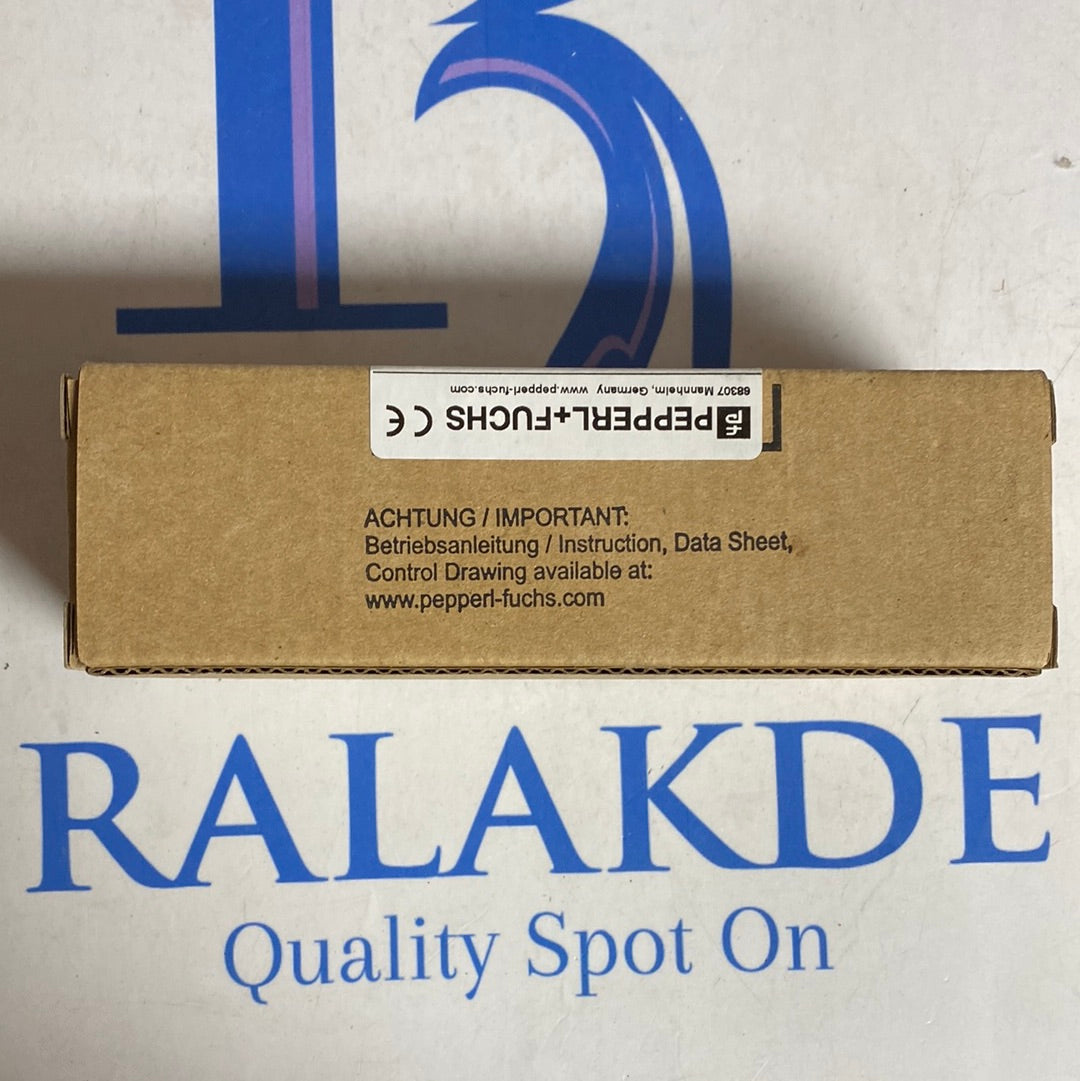 68307 Mannheim, Germany www.pepperl-fuchs.com
PEPPERL+FUCHS CE
ACHTUNG / IMPORTANT:
Betriebsanleitung / Instruction, Data Sheet,
Control Drawing available at:
www.pepperl-fuchs.com
RALAKDE
Quality Spot On